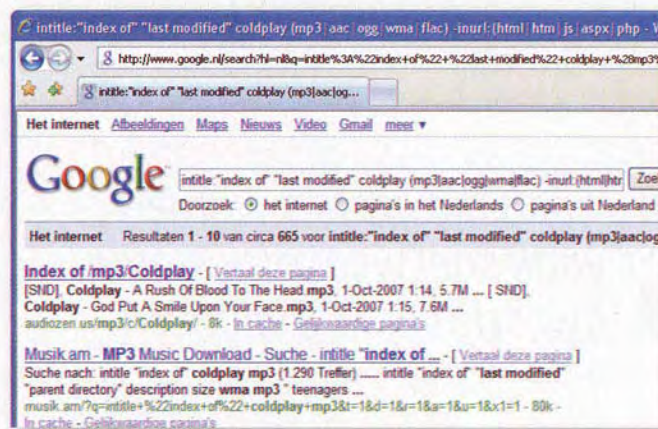 intitle:"index of" "last modified" coldplay (mp3|aac|ogg|wma|flac) -inurl:(html|htm|js|aspx|php - W
http://www.google.nl/search?hl=nl&q=intitle%3A%22index+of%22+%22last+modified%22+coldplay+%28mp3%
intitle:"index of" "last modified" coldplay (mp3|aac|og...
Het internet Afbeeldingen Maps Nieuws Video Gmail meer ▼
Google™ intitle:"index of" "last modified" coldplay (mp3|aac|ogg|wma|flac) -inurl:(html|htr Zoe
Doorzoek: het internet pagina's in het Nederlands pagina's uit Nederland
Het internet Resultaten 1 - 10 van circa 665 voor intitle:"index of" "last modified" coldplay (mp3|aac|og
Index of /mp3/Coldplay - [ Vertaal deze pagina ]
[SND], Coldplay - A Rush Of Blood To The Head.mp3, 1-Oct-2007 1:14, 5.7M ... [ SND],
Coldplay - God Put A Smile Upon Your Face.mp3, 1-Oct-2007 1:15, 7.6M ...
audiozen.us/mp3/c/Coldplay/ - 8k - In cache - Gelijkwaardige pagina's
Musik.am - MP3 Music Download - Suche - intitle "index of ... - [ Vertaal deze pagina ]
Suche nach: intitle "index of" coldplay mp3 (1.290 Treffer) ...... intitle "index of" "last modified"
"parent directory" description size wma mp3 " teenagers ...
musik.am/?q=intitle+%22index+of%22+coldplay+mp3&t=1&d=1&r=1&a=1&u=1&x1=1 - 80k -
In cache - Gelijkwaardige pagina's